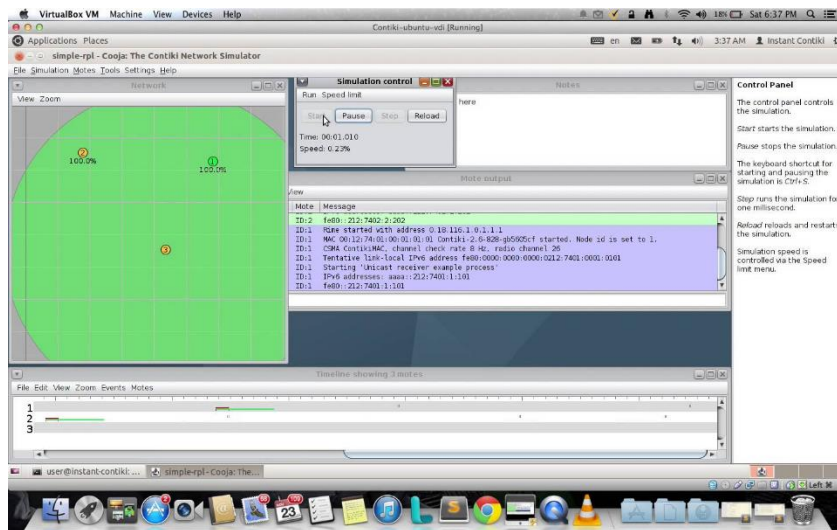 VirtualBox VM Machine View Devices Help
18% Sat 6:37 PM
Contiki-ubuntu-vdi [Running]
Applications Places
en 3:37 AM Instant Contiki
simple-rpl - Cooja: The Contiki Network Simulator
File Simulation Motes Tools Settings Help
Network
View Zoom
2
100.0%
1
100.0%
3
Simulation control
Run Speed limit
Start Pause Step Reload
Time: 00:01.010
Speed: 0.23%
Notes
here
Mote output
View
Mote Message
ID:2 fe80::212:7402:2:202
ID:1 Rime started with address 0.18.116.1.0.1.1.1
ID:1 MAC 00:12:74:01:00:01:01:01 Contiki-2.6-828-gb5605cf started. Node id is set to 1.
ID:1 CSMA ContikiMAC, channel check rate 8 Hz, radio channel 26
ID:1 Tentative link-local IPv6 address fe80:0000:0000:0000:0212:7401:0001:0101
ID:1 Starting 'Unicast receiver example process'
ID:1 IPv6 addresses: aaaa::212:7401:1:101
ID:1 fe80::212:7401:1:101
Control Panel
The control panel controls
the simulation.
Start starts the simulation.
Pause stops the simulation.
The keyboard shortcut for
starting and pausing the
simulation is Ctrl+S.
Step runs the simulation fo
one millisecond.
Reload reloads and restart
the simulation.
Simulation speed is
controlled via the Speed
limit menu.
Timeline showing 3 motes
File Edit View Zoom Events Motes
1
2
3
user@instant-contiki: ...
simple-rpl - Cooja: The...
Left ⌘
23